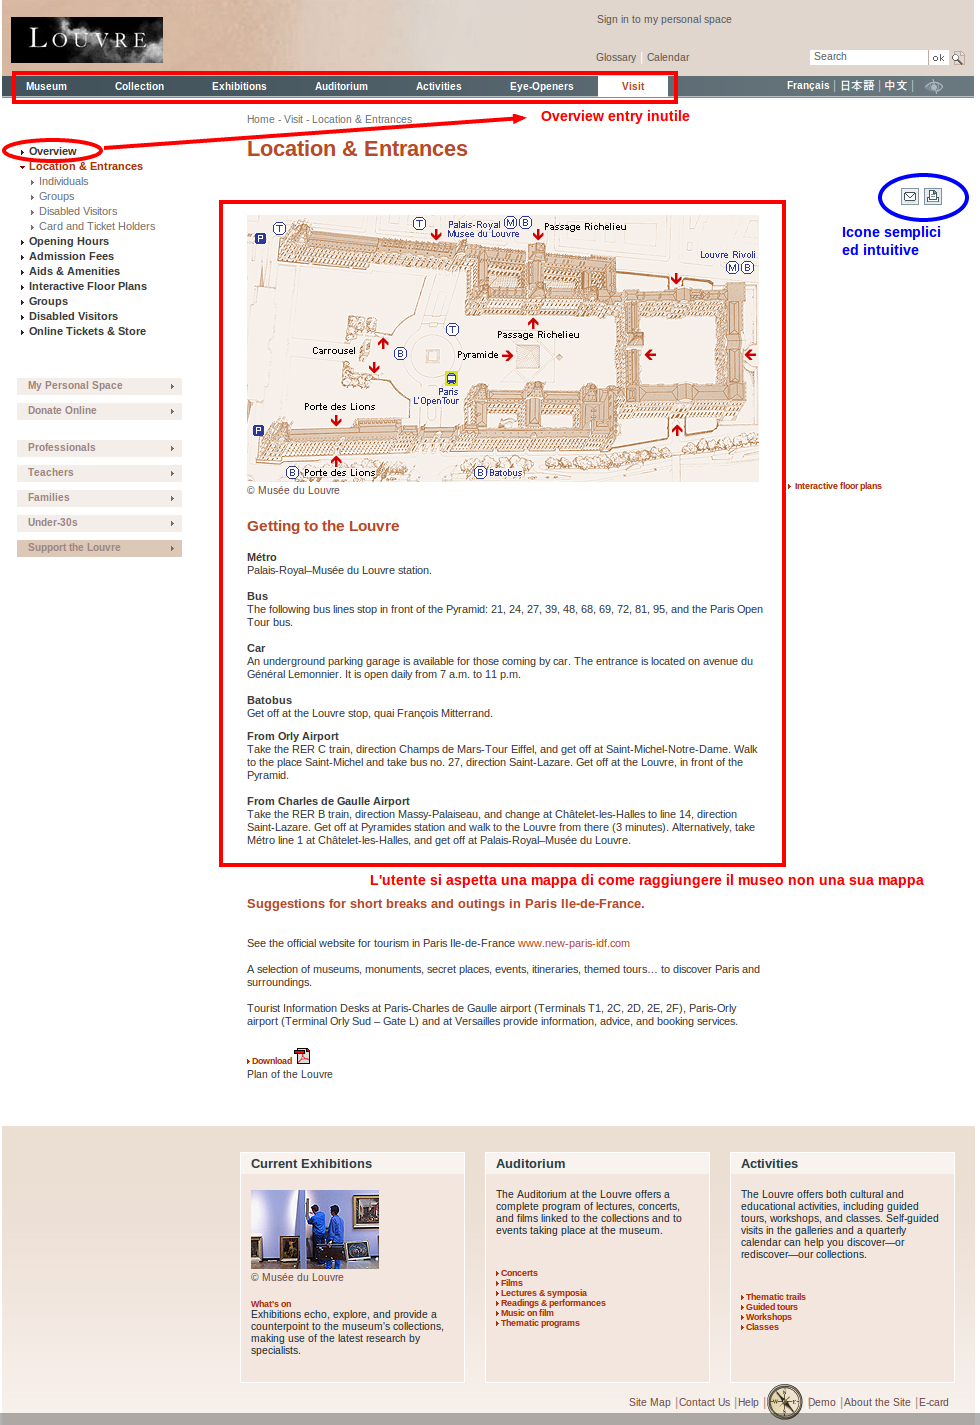 LOUVRE
Sign in to my personal space
Glossary | Calendar
Search ok
Museum Collection Exhibitions Auditorium Activities Eye-Openers Visit
Français | 日本語 | 中文 |
Home - Visit - Location & Entrances
Overview entry inutile
Location & Entrances
Overview
Location & Entrances
Individuals
Groups
Disabled Visitors
Card and Ticket Holders
Opening Hours
Admission Fees
Aids & Amenities
Interactive Floor Plans
Groups
Disabled Visitors
Online Tickets & Store
My Personal Space
Donate Online
Professionals
Teachers
Families
Under-30s
Support the Louvre
Icone semplici
ed intuitive
P
T
T
Palais-Royal M B
Musee du Louvre
Passage Richelieu
Louvre Rivoli
M B
T
Passage Richelieu
Carrousel
B
Pyramide
Paris
L'OpenTour
Porte des Lions
P
B Porte des Lions
B Batobus
© Musée du Louvre
Interactive floor plans
Getting to the Louvre
Métro
Palais-Royal–Musée du Louvre station.
Bus
The following bus lines stop in front of the Pyramid: 21, 24, 27, 39, 48, 68, 69, 72, 81, 95, and the Paris Open
Tour bus.
Car
An underground parking garage is available for those coming by car. The entrance is located on avenue du
Général Lemonnier. It is open daily from 7 a.m. to 11 p.m.
Batobus
Get off at the Louvre stop, quai François Mitterrand.
From Orly Airport
Take the RER C train, direction Champs de Mars-Tour Eiffel, and get off at Saint-Michel-Notre-Dame. Walk
to the place Saint-Michel and take bus no. 27, direction Saint-Lazare. Get off at the Louvre, in front of the
Pyramid.
From Charles de Gaulle Airport
Take the RER B train, direction Massy-Palaiseau, and change at Châtelet-les-Halles to line 14, direction
Saint-Lazare. Get off at Pyramides station and walk to the Louvre from there (3 minutes). Alternatively, take
Métro line 1 at Châtelet-les-Halles, and get off at Palais-Royal–Musée du Louvre.
L'utente si aspetta una mappa di come raggiungere il museo non una sua mappa
Suggestions for short breaks and outings in Paris Ile-de-France.
See the official website for tourism in Paris Ile-de-France www.new-paris-idf.com
A selection of museums, monuments, secret places, events, itineraries, themed tours… to discover Paris and
surroundings.
Tourist Information Desks at Paris-Charles de Gaulle airport (Terminals T1, 2C, 2D, 2E, 2F), Paris-Orly
airport (Terminal Orly Sud – Gate L) and at Versailles provide information, advice, and booking services.
Download
Plan of the Louvre
Current Exhibitions
© Musée du Louvre
What's on
Exhibitions echo, explore, and provide a
counterpoint to the museum's collections,
making use of the latest research by
specialists.
Auditorium
The Auditorium at the Louvre offers a
complete program of lectures, concerts,
and films linked to the collections and to
events taking place at the museum.
Concerts
Films
Lectures & symposia
Readings & performances
Music on film
Thematic programs
Activities
The Louvre offers both cultural and
educational activities, including guided
tours, workshops, and classes. Self-guided
visits in the galleries and a quarterly
calendar can help you discover—or
rediscover—our collections.
Thematic trails
Guided tours
Workshops
Classes
Site Map | Contact Us | Help | Demo | About the Site | E-card